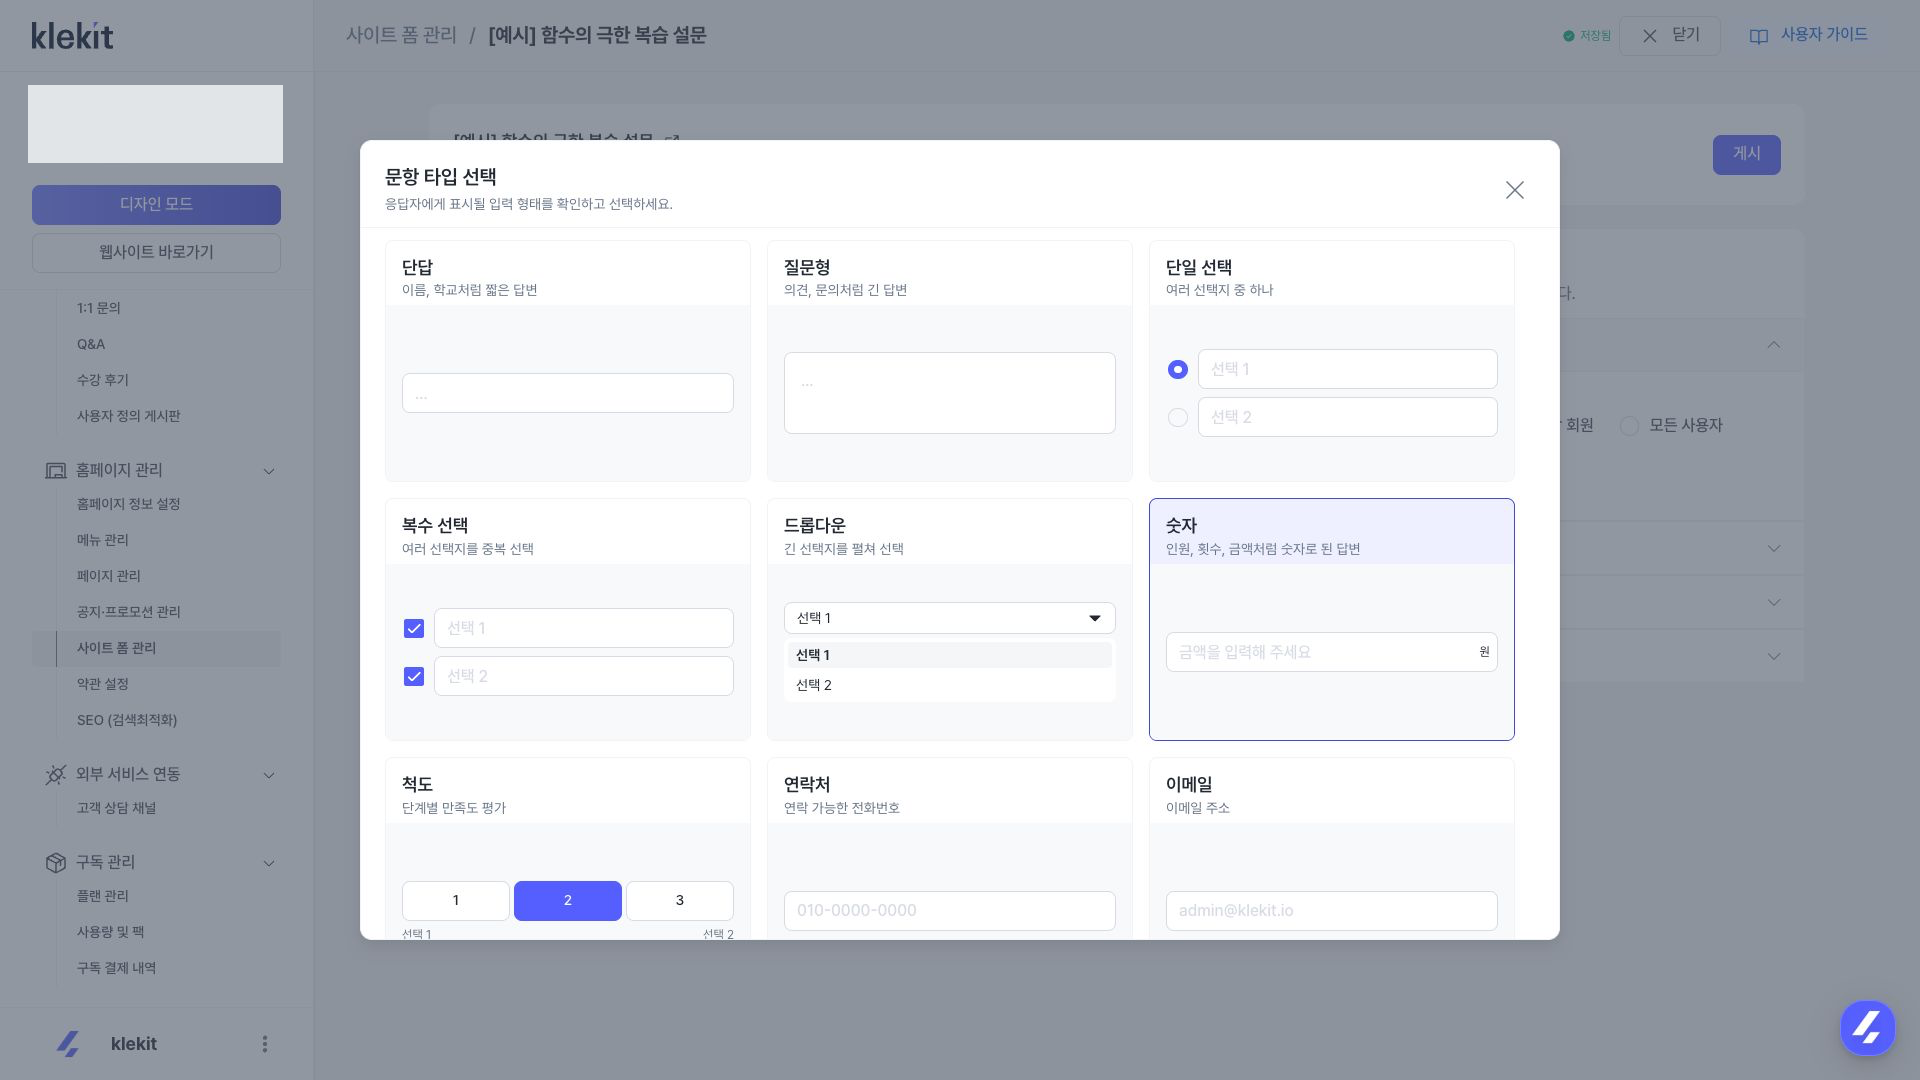 klekit
사이트 폼 관리 / [예시] 함수의 극한 복습 설문
저장됨
닫기
사용자 가이드
디자인 모드
웹사이트 바로가기
1:1 문의
Q&A
수강 후기
사용자 정의 게시판
홈페이지 관리
홈페이지 정보 설정
메뉴 관리
페이지 관리
공지·프로모션 관리
사이트 폼 관리
약관 설정
SEO (검색최적화)
외부 서비스 연동
고객 상담 채널
구독 관리
플랜 관리
사용량 및 팩
구독 결제 내역
klekit
[예시] 함수의 극한 복습 설문
게시
다.
회원
모든 사용자
문항 타입 선택
응답자에게 표시될 입력 형태를 확인하고 선택하세요.
단답
이름, 학교처럼 짧은 답변
...
질문형
의견, 문의처럼 긴 답변
...
단일 선택
여러 선택지 중 하나
선택 1
선택 2
복수 선택
여러 선택지를 중복 선택
선택 1
선택 2
드롭다운
긴 선택지를 펼쳐 선택
선택 1
선택 1
선택 2
숫자
인원, 횟수, 금액처럼 숫자로 된 답변
금액을 입력해 주세요
원
척도
단계별 만족도 평가
1
2
3
선택 1
선택 2
연락처
연락 가능한 전화번호
010-0000-0000
이메일
이메일 주소
admin@klekit.io